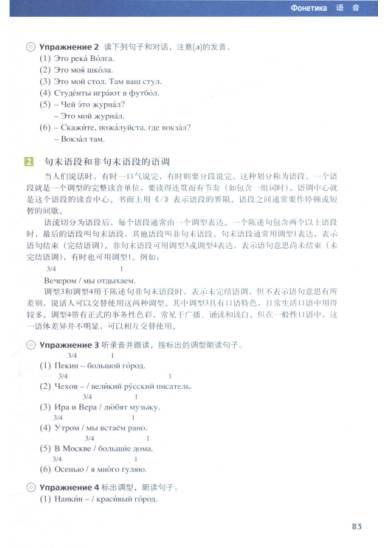 Фонетика 语 音
Упражнение 2 读下列句子和对话，注意[л]的发音。
(1) Это река́ Во́лга.
(2) Это моя́ шко́ла.
(3) Это мой стол. Там ваш стул.
(4) Студе́нты игра́ют в футбо́л.
(5) – Чей э́то журна́л?
– Это мой журна́л.
(6) – Скажи́те, пожа́луйста, где вокза́л?
– Вокза́л там.
2 句末语段和非句末语段的语调
当人们说话时，有时一口气说完，有时则要分段说完。这种划分称为语段。一个语
段就是一个调型的完整读音单位，要读得连贯而有节奏（如包含一组词时）。语调中心就
是这个语段的读音中心。书面上用《/》表示语段的界限。语段之间通常要作停顿或短
暂的间歇。
语流切分为语段后，每个语段通常由一个调型表达。一个陈述句包含两个以上语段
时，最后的语段叫句末语段，其他语段叫非句末语段。句末语段通常用调型1表达，表示
语句结束（完结语调）。非句末语段可用调型3或调型4表达，表示语句意思尚未结束（未
完结语调），有时也可用调型1。例如：
3/4 1
Ве́чером / мы отдыха́ем.
调型3和调型4用于陈述句非句末语段时，表示未完结语调，但不表示语句意思有所
差别。说话人可以交替使用这两种调型。其中调型3具有口语特色，日常生活口语中用得
较多，调型4带有正式的事务性色彩，常见于广播、诵读和读白。但在一般性口语中，这
一语体差异并不明显，可以相互交替使用。
Упражнение 3 听录音并跟读，按标出的调型朗读句子。
3/4 1
(1) Пеки́н – большо́й го́род.
3/4 1
(2) Че́хов – / вели́кий ру́сский писа́тель.
3/4 1
(3) И́ра и Ве́ра / лю́бят му́зыку.
3/4 1
(4) У́тром / мы встаём ра́но.
3/4 1
(5) В Москве́ / больши́е дома́.
3/4 1
(6) О́сенью / я мно́го гуля́ю.
Упражнение 4 标出调型，朗读句子。
(1) Нанки́н – / краси́вый го́род.
83